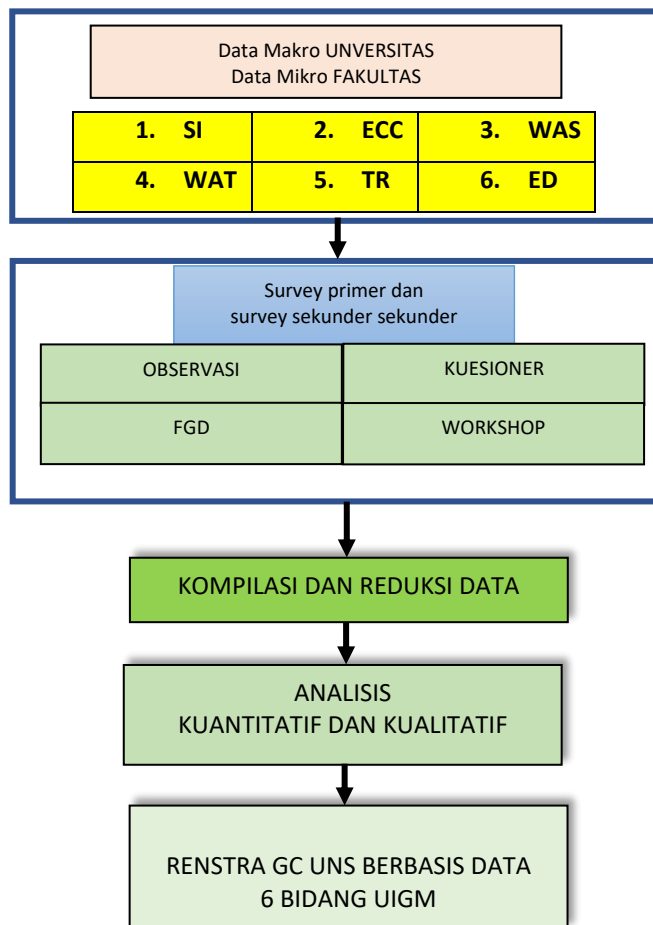 Data Makro UNVERSITAS
Data Mikro FAKULTAS
1. SI 2. ECC 3. WAS
4. WAT 5. TR 6. ED
Survey primer dan
survey sekunder sekunder
OBSERVASI KUESIONER
FGD WORKSHOP
KOMPILASI DAN REDUKSI DATA
ANALISIS
KUANTITATIF DAN KUALITATIF
RENSTRA GC UNS BERBASIS DATA
6 BIDANG UIGM